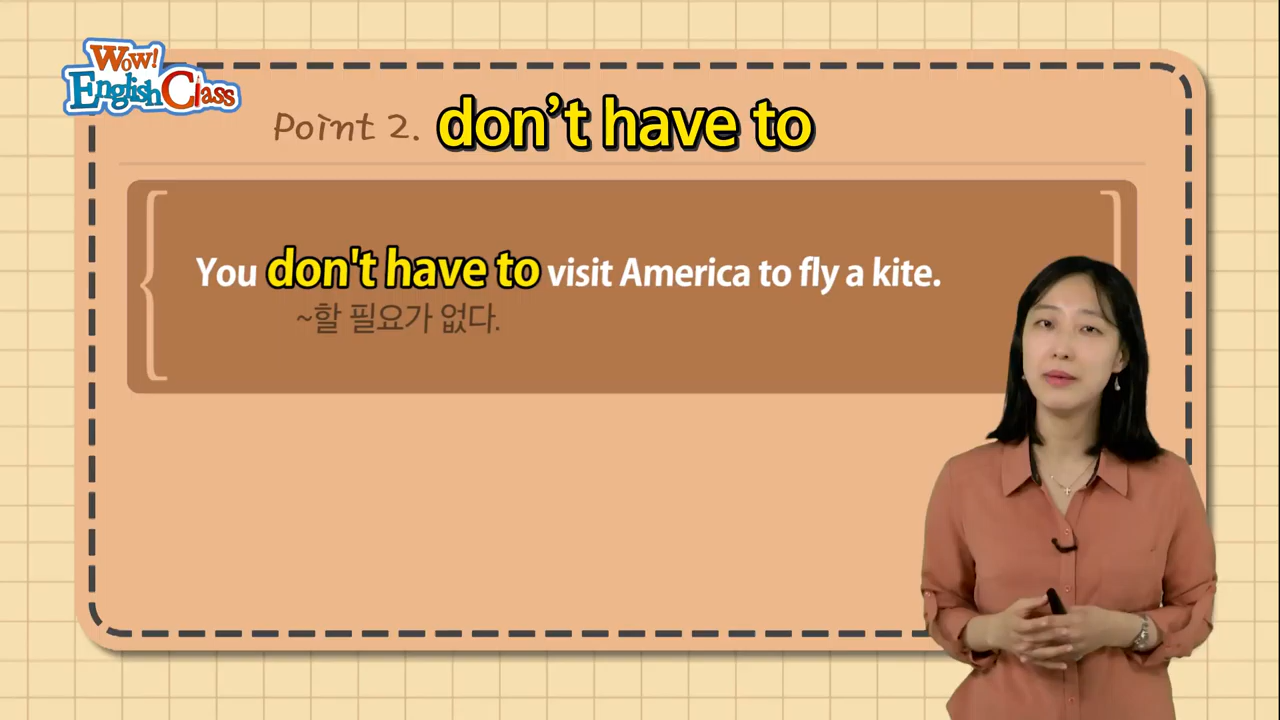 Wow!
English Class
Point 2. don’t have to
You don't have to visit America to fly a kite.
~할 필요가 없다.